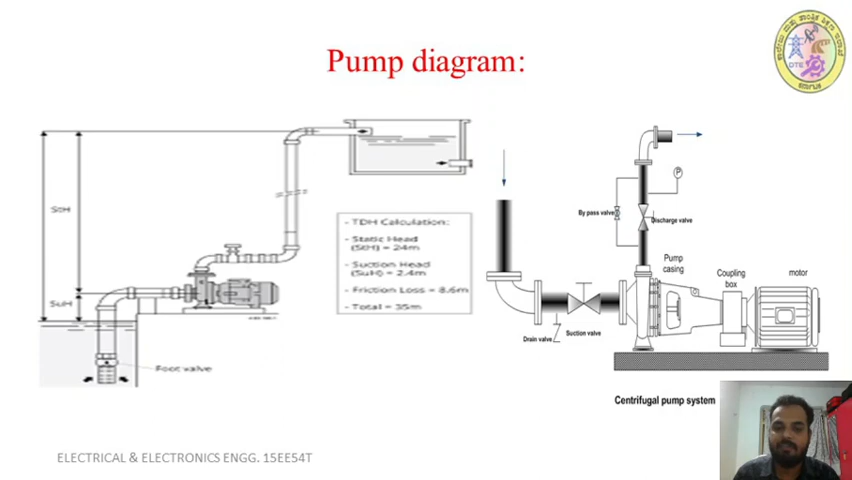 Pump diagram:
DTE
StH
SuH
Foot valve
- TDH Calculation:
- Static Head
(StH) = 24m
- Suction Head
(SuH) = 2.4m
- Friction Loss = 8.6m
- Total = 35m
P
By pass valve
Discharge valve
Pump
casing
Coupling
box
motor
Drain valve
Suction valve
Centrifugal pump system
ELECTRICAL & ELECTRONICS ENGG. 15EE54T